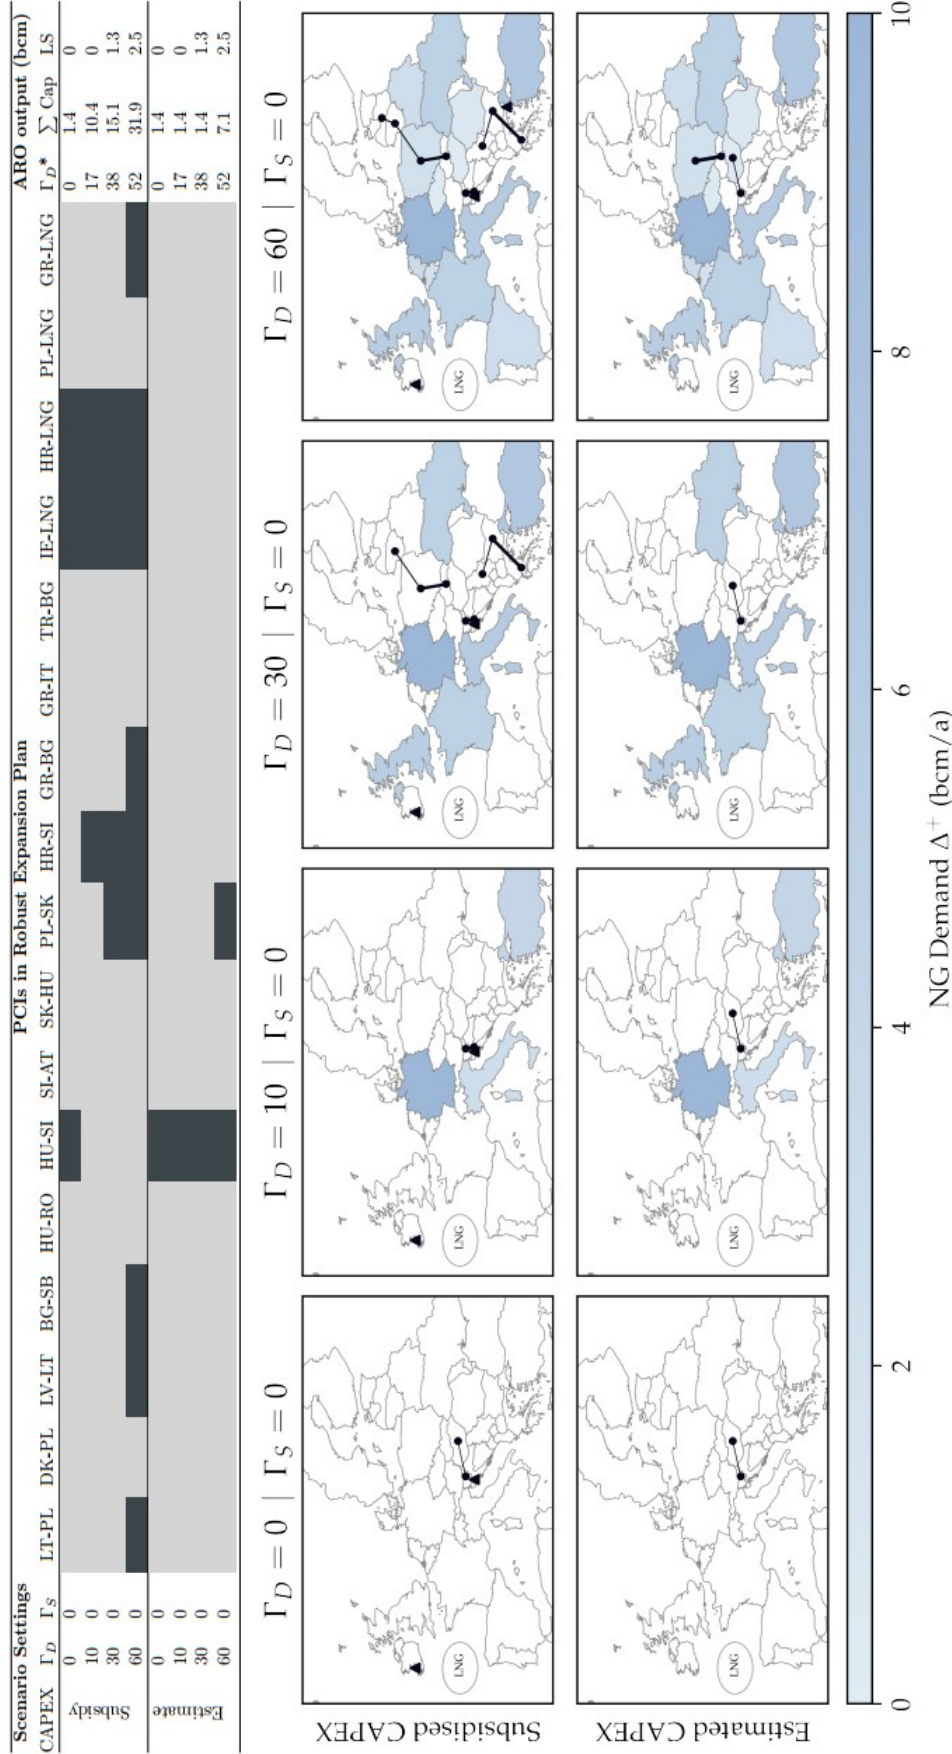 Scenario Settings PCIs in Robust Expansion Plan ARO output (bcm)
CAPEX Γ_D Γ_S LT-PL DK-PL LV-LT BG-SB HU-RO HU-SI SI-AT SK-HU PL-SK HR-SI GR-BG GR-IT TR-BG IE-LNG HR-LNG PL-LNG GR-LNG Γ_D* ∑ Cap LS
Subsidy
0 0 0 1.4 0
10 0 17 10.4 0
30 0 38 15.1 1.3
60 0 52 31.9 2.5
Estimate
0 0 0 1.4 0
10 0 17 1.4 0
30 0 38 1.4 1.3
60 0 52 7.1 2.5
Γ_D = 0 | Γ_S = 0
Γ_D = 10 | Γ_S = 0
Γ_D = 30 | Γ_S = 0
Γ_D = 60 | Γ_S = 0
Subsidised CAPEX
LNG
LNG
LNG
LNG
Estimated CAPEX
LNG
LNG
LNG
LNG
0 2 4 6 8 10
NG Demand Δ⁺ (bcm/a)